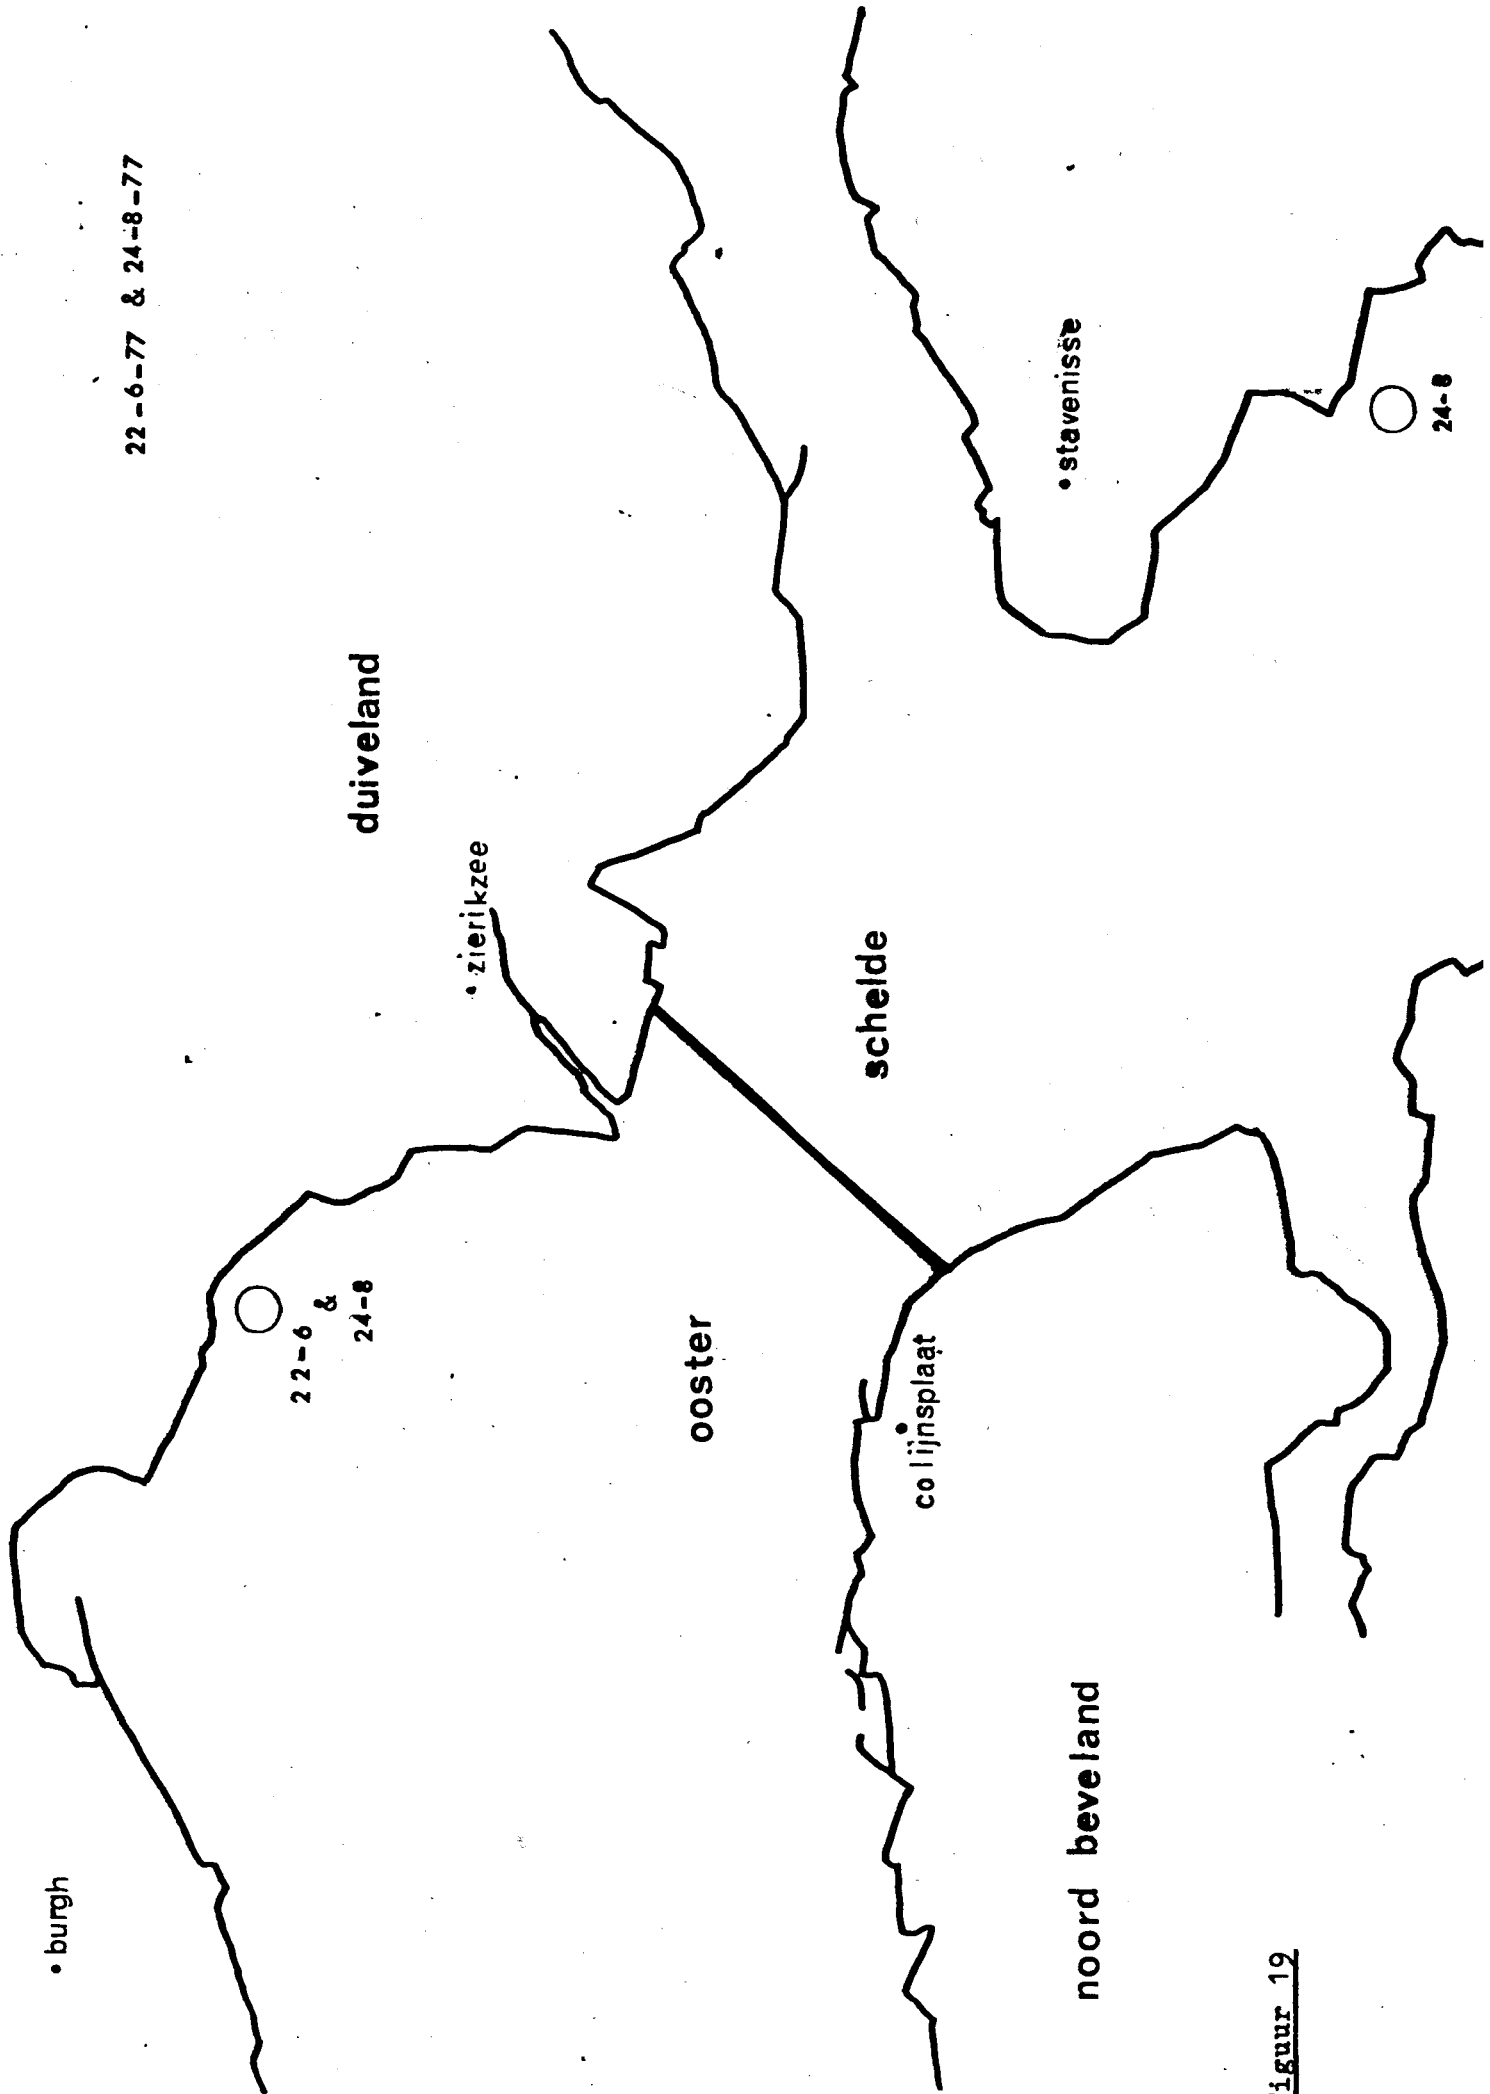 22-6-77 & 24-8-77
• burgh
22-6
&
24-8
duiveland
• zierikzee
ooster
schelde
colijnsplaat
• stavenisse
24-8
noord beveland
iguur 19